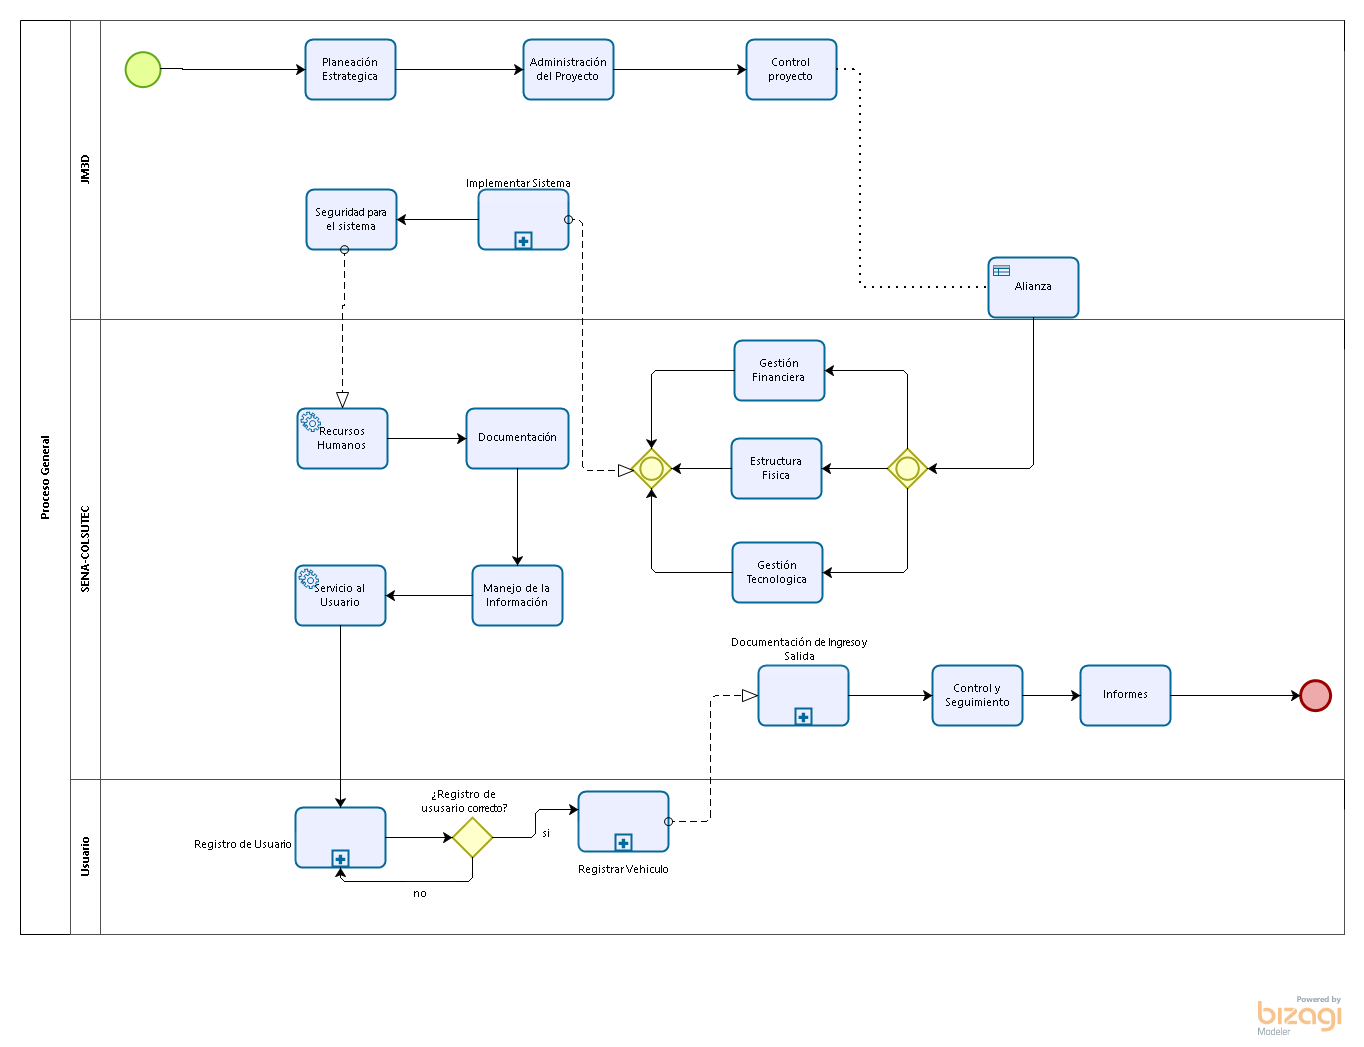 Proceso General
JM3D
Planeación
Estrategica
Administración
del Proyecto
Control
proyecto
Seguridad para
el sistema
Implementar Sistema
Alianza
SENA-COLSUTEC
Gestión
Financiera
Recursos
Humanos
Documentación
Estructura
Fisica
Gestión
Tecnologica
Servicio al
Usuario
Manejo de la
Información
Documentación de Ingreso y
Salida
Control y
Seguimiento
Informes
Usuario
Registro de Usuario
¿Registro de
ususario correcto?
si
no
Registrar Vehiculo
Powered by
bizagi
Modeler